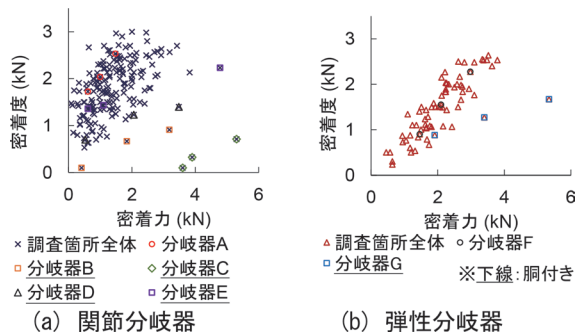 密着度 (kN)
3
2
1
0
0 2 4 6
密着力 (kN)
×調査箇所全体 ○分岐器A
□分岐器B ◇分岐器C
△分岐器D □分岐器E
(a) 関節分岐器
密着度 (kN)
3
2
1
0
0 2 4 6
密着力 (kN)
△調査箇所全体 ○分岐器F
□分岐器G
※下線:胴付き
(b) 弾性分岐器